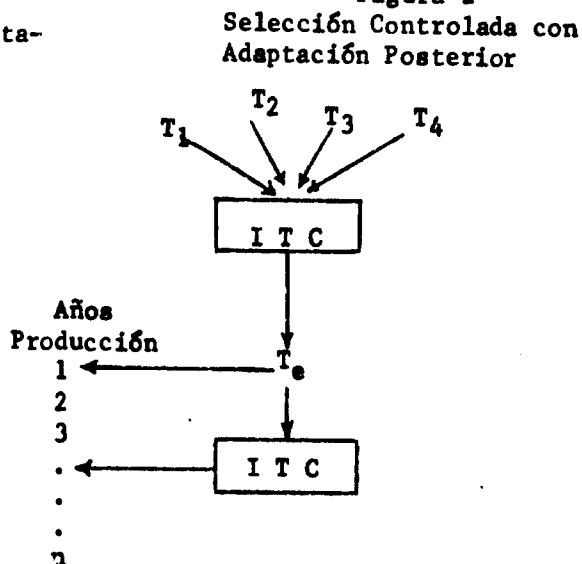 ta-
Selección Controlada con
Adaptación Posterior
T1 T2 T3 T4
I T C
Años
Producción
1 Te
2
3
. I T C
.
.
n